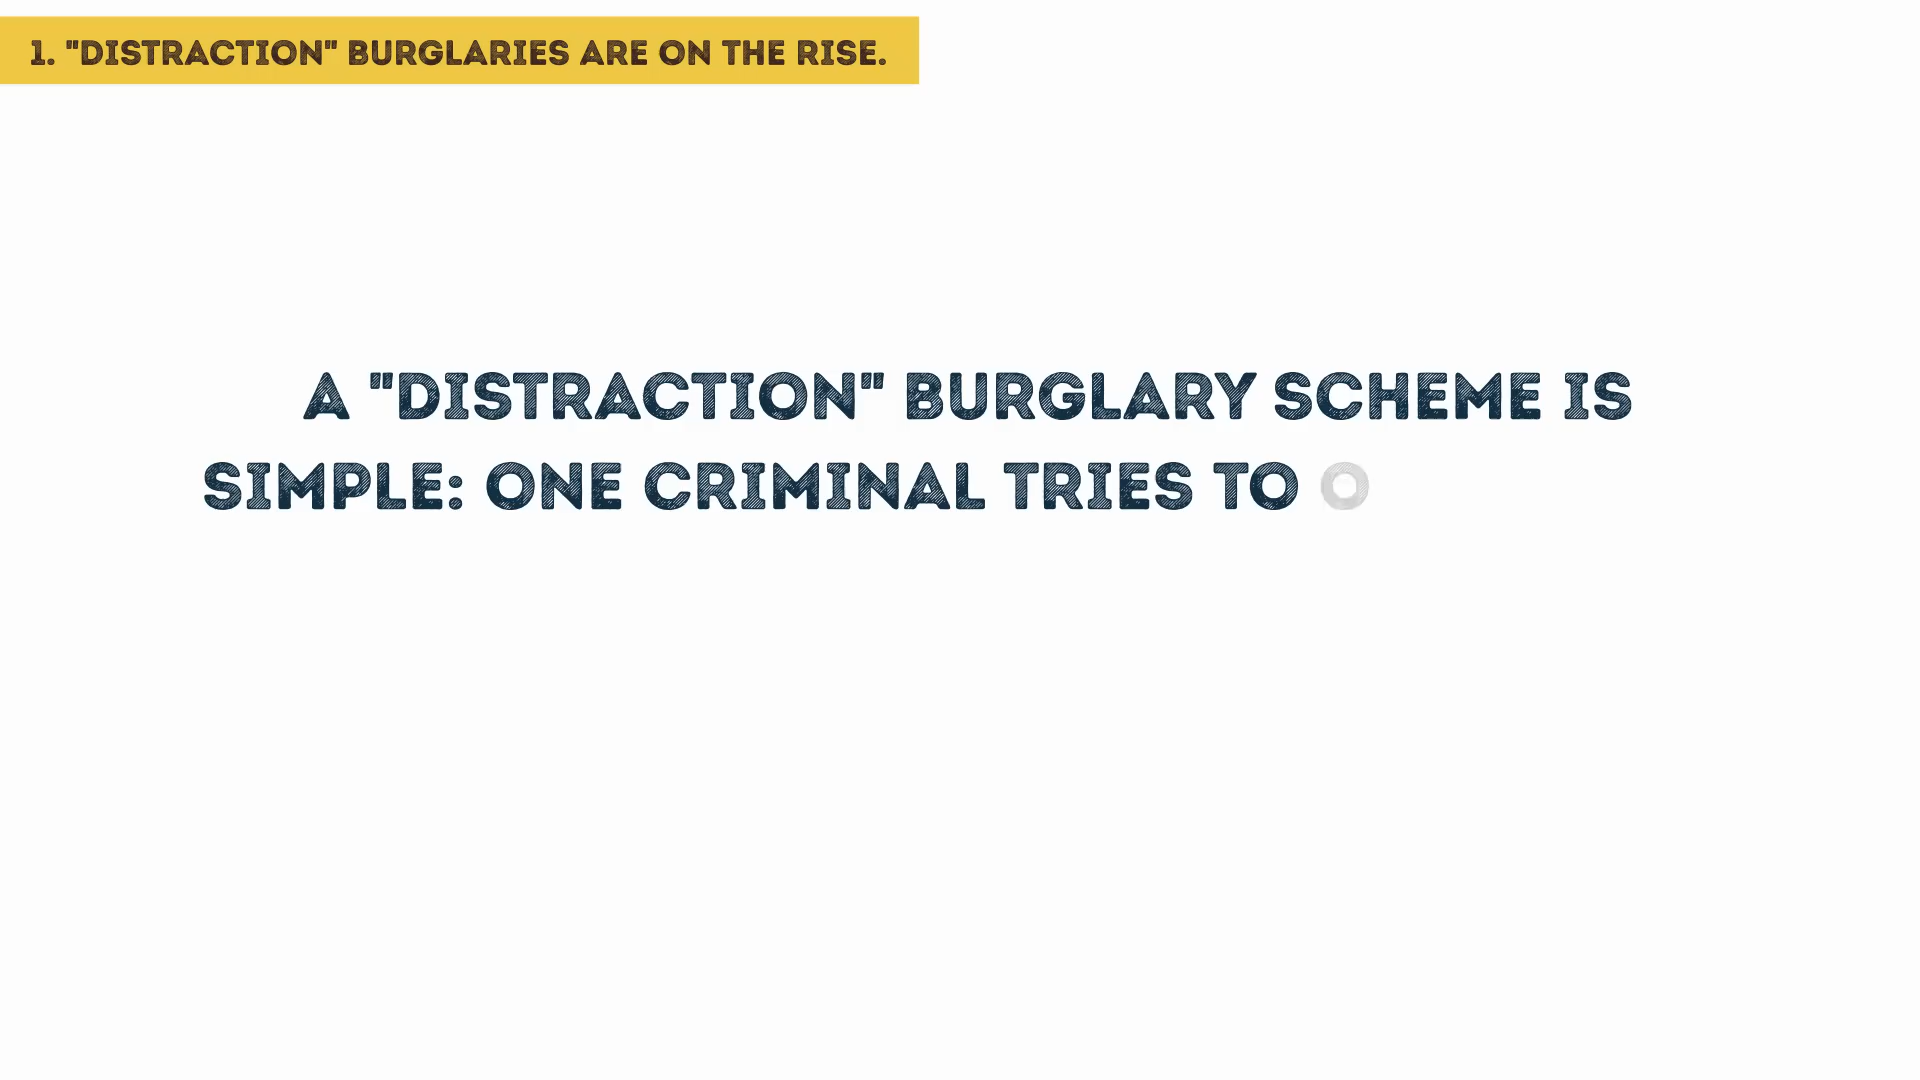 1. "DISTRACTION" BURGLARIES ARE ON THE RISE.
A "DISTRACTION" BURGLARY SCHEME IS
SIMPLE: ONE CRIMINAL TRIES TO O